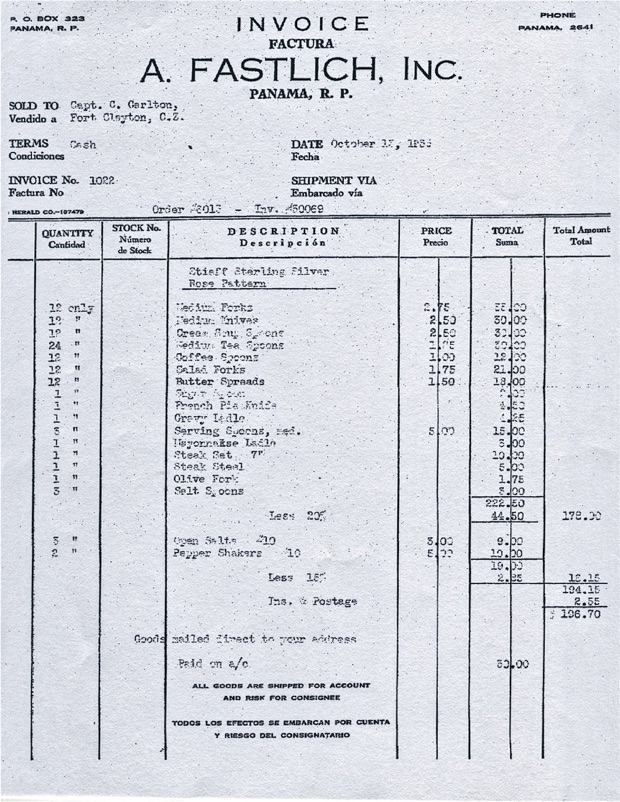 P. O. BOX 323
PANAMA, R. P.
PHONE
PANAMA, 2641
INVOICE
FACTURA
A. FASTLICH, INC.
PANAMA, R. P.
SOLD TO Capt. C. Carlton,
Vendido a Fort Clayton, C.Z.
TERMS Cash DATE October 13,
Condiciones Fecha
INVOICE No. 1022 SHIPMENT VIA
Factura No Embarcado vía
HERALD CO.—107479 Order #6013 - Inv. #50069
QUANTITY STOCK No. DESCRIPTION PRICE TOTAL Total Amount
Cantidad Número de Stock Descripción Precio Suma Total
Stieff Sterling Silver
Rose Pattern
12 only Medium Forks 2.75 33.00
12 " Medium Knives 2.50 30.00
12 " Cream Soup Spoons 2.50 30.00
24 " Medium Tea Spoons 30.00
12 " Coffee Spoons 1.00 12.00
12 " Salad Forks 1.75 21.00
12 " Butter Spreads 1.50 18.00
1 " Sugar Spoon
1 " French Pie Knife 4.50
1 " Gravy Ladle
3 " Serving Spoons, med. 5.00 15.00
1 " Mayonnaise Ladle 3.00
1 " Steak Set 7" 10.00
1 " Steak Steel 5.00
1 " Olive Fork 1.75
3 " Salt Spoons 3.00
222.50
Less 20% 44.50 178.00
3 " Open Salts #10 3.00 9.00
2 " Pepper Shakers #10 5.00 10.00
19.00
Less 15% 2.85 16.15
194.15
Ins. & Postage 2.55
$ 196.70
Goods mailed direct to your address
Paid on a/c 50.00
ALL GOODS ARE SHIPPED FOR ACCOUNT
AND RISK FOR CONSIGNEE
TODOS LOS EFECTOS SE EMBARCAN POR CUENTA
Y RIESGO DEL CONSIGNATARIO